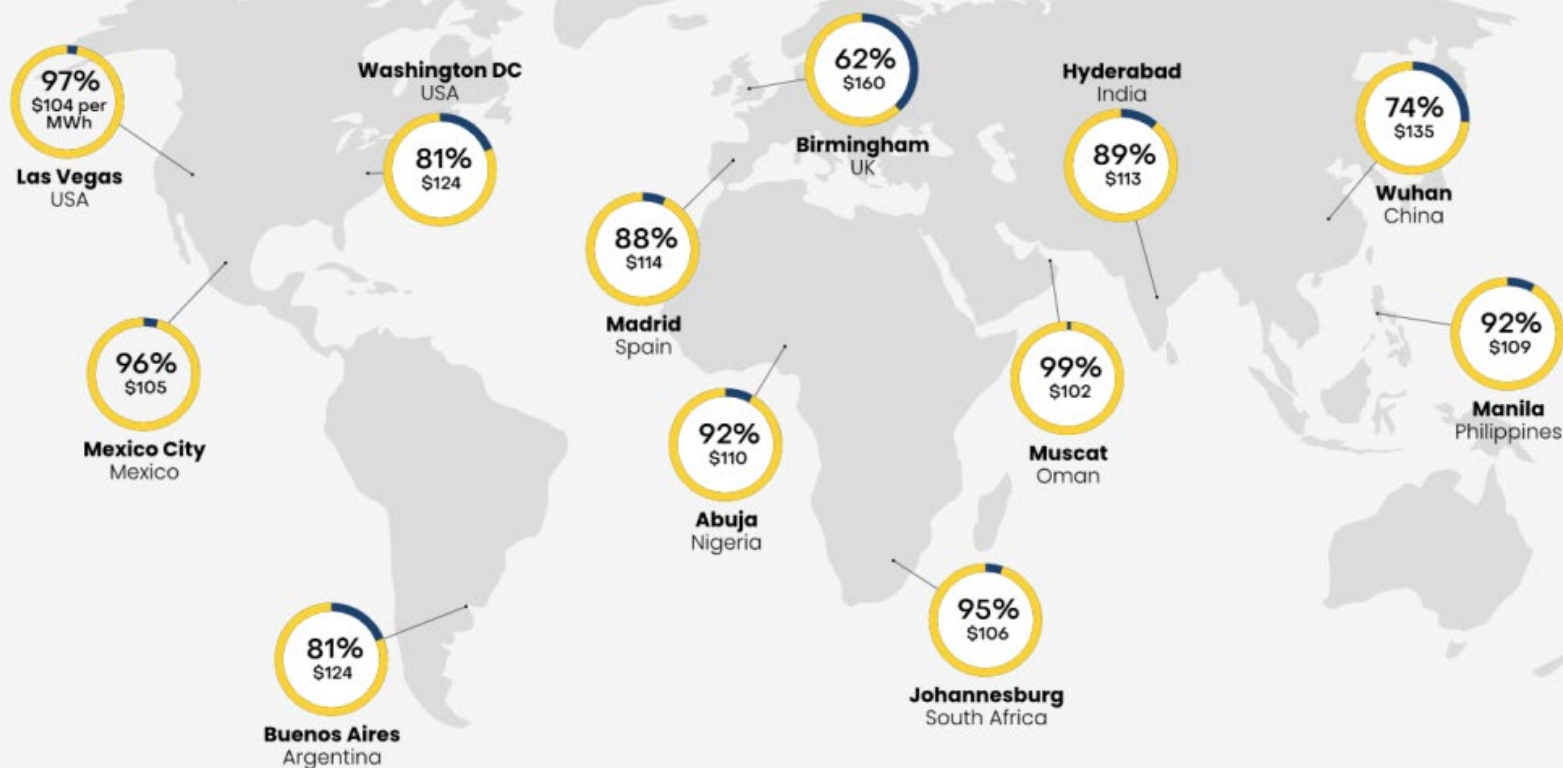 97%
$104 per
MWh
Las Vegas
USA
Washington DC
USA
81%
$124
62%
$160
Birmingham
UK
Hyderabad
India
89%
$113
74%
$135
Wuhan
China
88%
$114
Madrid
Spain
96%
$105
Mexico City
Mexico
92%
$110
Abuja
Nigeria
99%
$102
Muscat
Oman
92%
$109
Manila
Philippines
81%
$124
Buenos Aires
Argentina
95%
$106
Johannesburg
South Africa